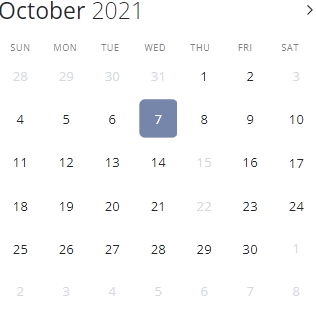 October 2021
SUN MON TUE WED THU FRI SAT
28 29 30 31 1 2 3
4 5 6 7 8 9 10
11 12 13 14 15 16 17
18 19 20 21 22 23 24
25 26 27 28 29 30 1
2 3 4 5 6 7 8